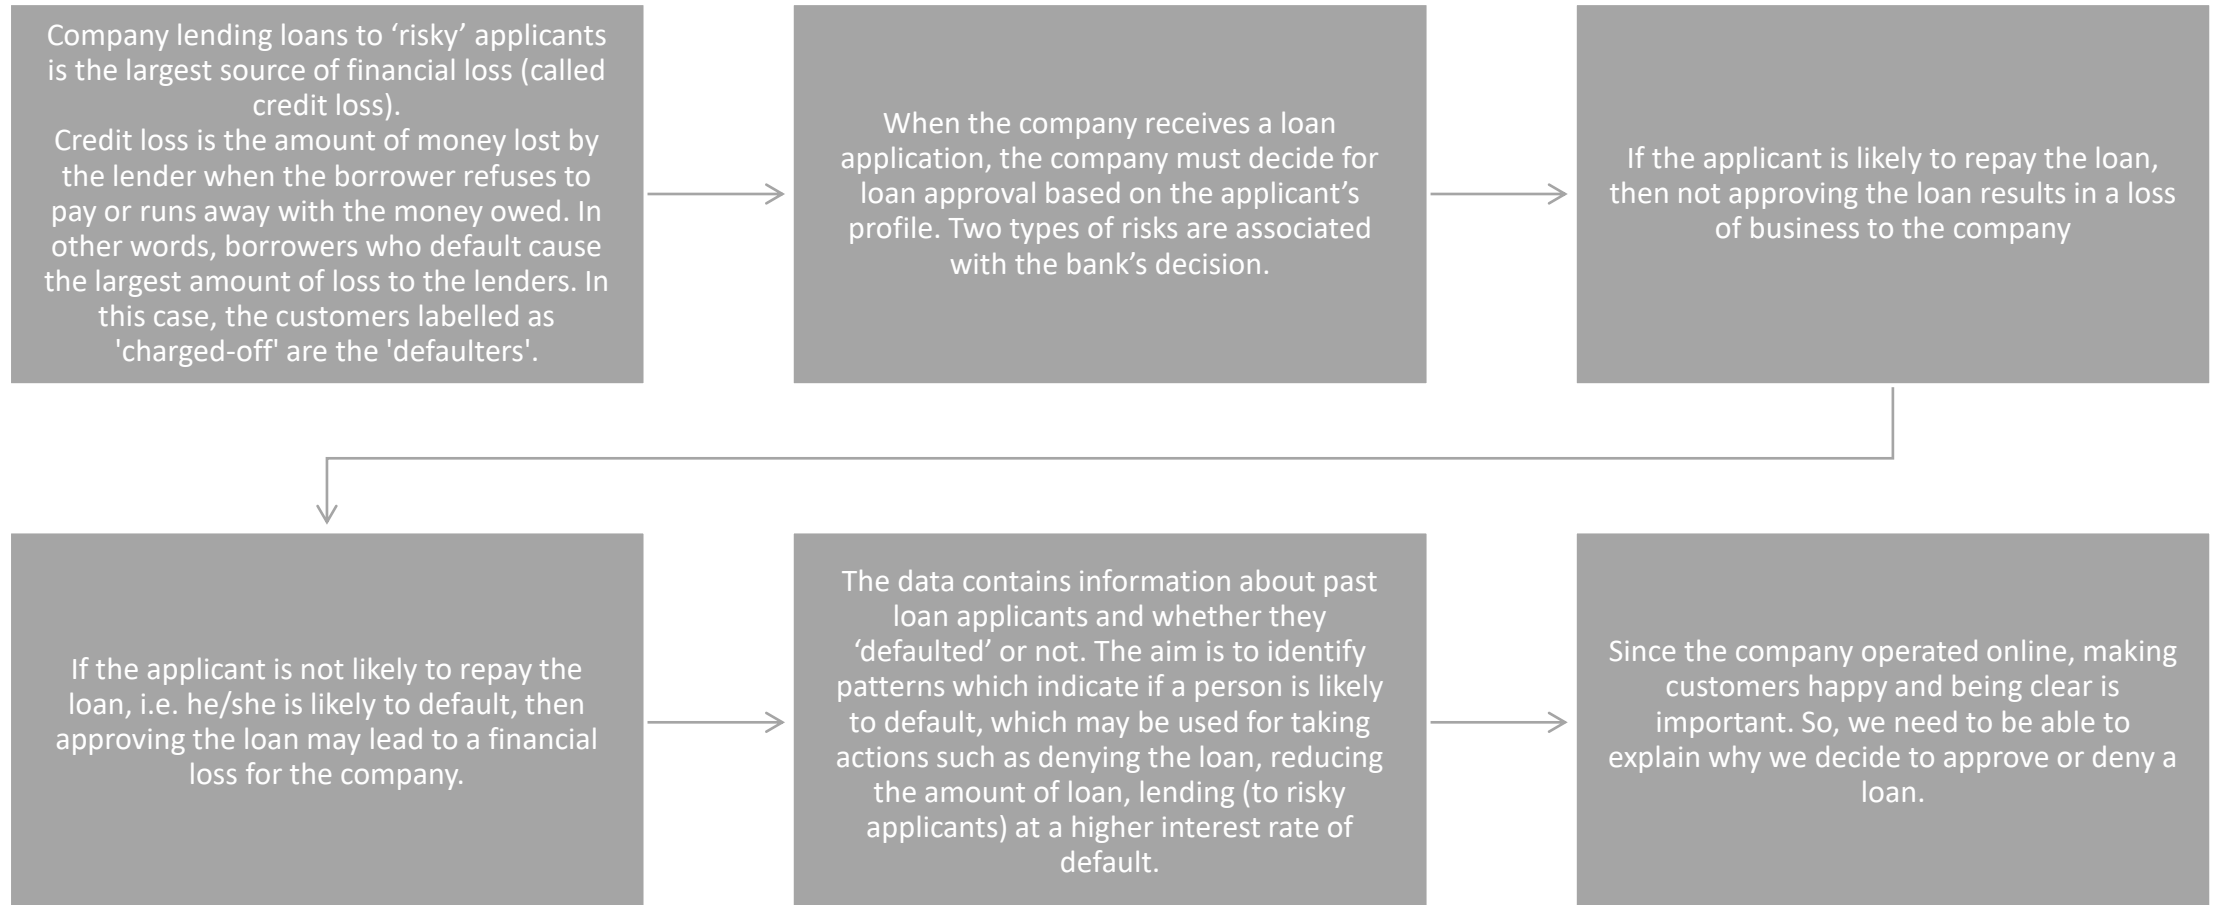 Company lending loans to ‘risky’ applicants
is the largest source of financial loss (called
credit loss).
Credit loss is the amount of money lost by
the lender when the borrower refuses to
pay or runs away with the money owed. In
other words, borrowers who default cause
the largest amount of loss to the lenders. In
this case, the customers labelled as
'charged-off' are the 'defaulters'.
When the company receives a loan
application, the company must decide for
loan approval based on the applicant’s
profile. Two types of risks are associated
with the bank’s decision.
If the applicant is likely to repay the loan,
then not approving the loan results in a loss
of business to the company
If the applicant is not likely to repay the
loan, i.e. he/she is likely to default, then
approving the loan may lead to a financial
loss for the company.
The data contains information about past
loan applicants and whether they
‘defaulted’ or not. The aim is to identify
patterns which indicate if a person is likely
to default, which may be used for taking
actions such as denying the loan, reducing
the amount of loan, lending (to risky
applicants) at a higher interest rate of
default.
Since the company operated online, making
customers happy and being clear is
important. So, we need to be able to
explain why we decide to approve or deny a
loan.